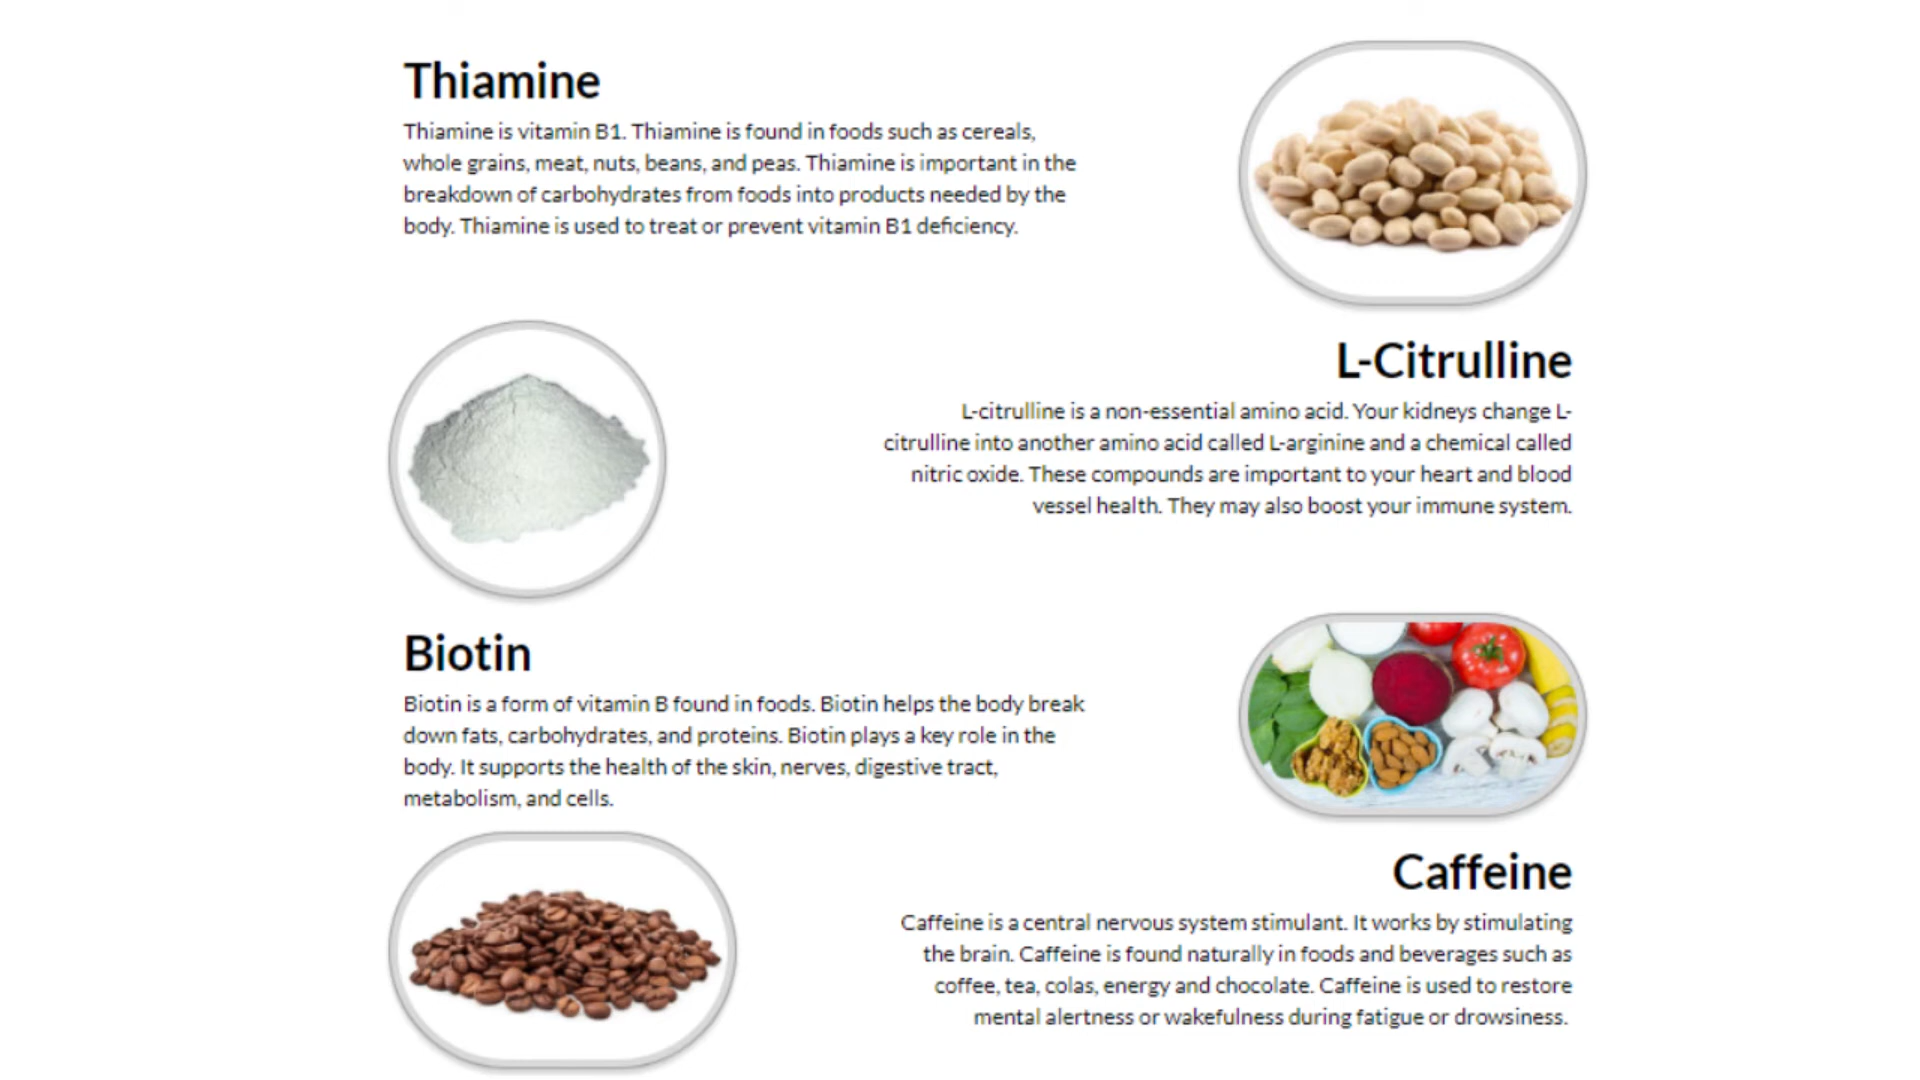 Thiamine
Thiamine is vitamin B1. Thiamine is found in foods such as cereals,
whole grains, meat, nuts, beans, and peas. Thiamine is important in the
breakdown of carbohydrates from foods into products needed by the
body. Thiamine is used to treat or prevent vitamin B1 deficiency.
L-Citrulline
L-citrulline is a non-essential amino acid. Your kidneys change L-
citrulline into another amino acid called L-arginine and a chemical called
nitric oxide. These compounds are important to your heart and blood
vessel health. They may also boost your immune system.
Biotin
Biotin is a form of vitamin B found in foods. Biotin helps the body break
down fats, carbohydrates, and proteins. Biotin plays a key role in the
body. It supports the health of the skin, nerves, digestive tract,
metabolism, and cells.
Caffeine
Caffeine is a central nervous system stimulant. It works by stimulating
the brain. Caffeine is found naturally in foods and beverages such as
coffee, tea, colas, energy and chocolate. Caffeine is used to restore
mental alertness or wakefulness during fatigue or drowsiness.